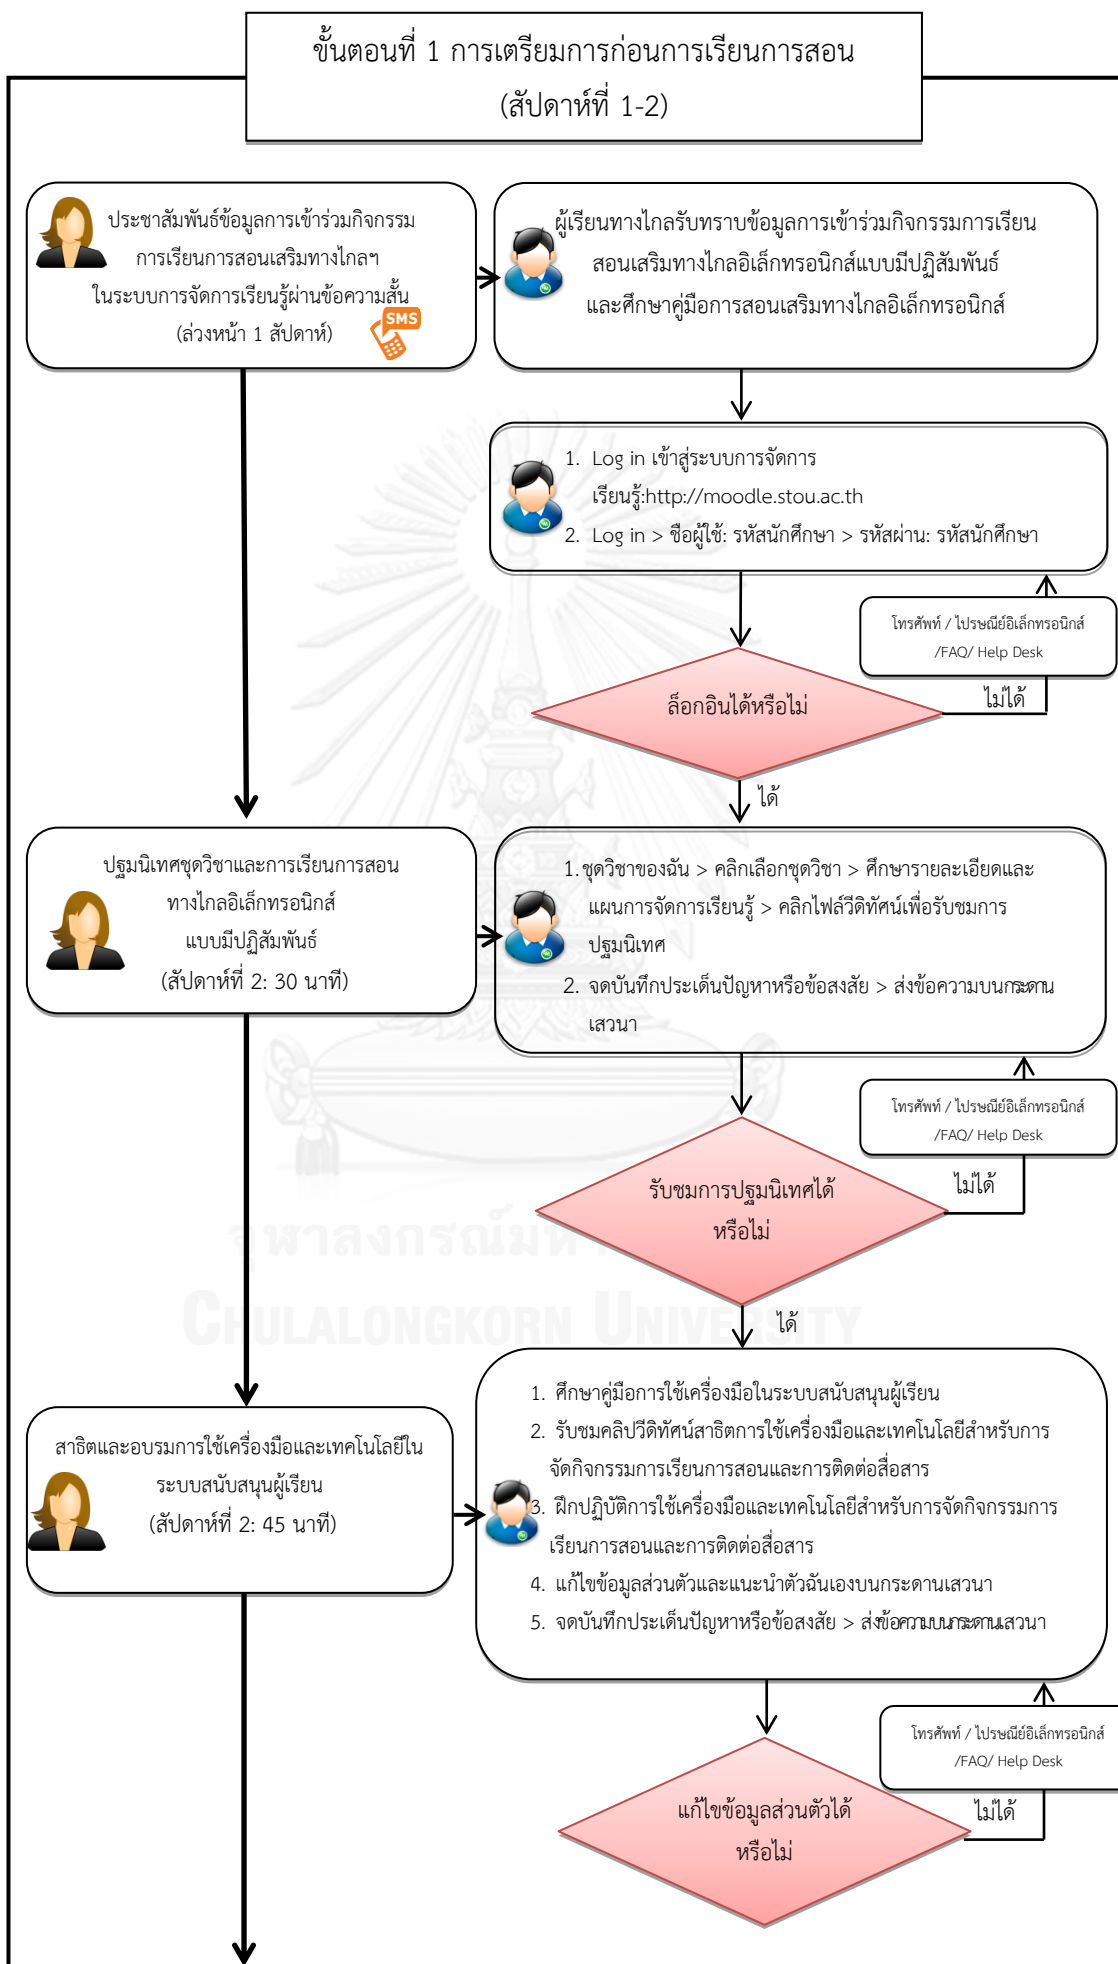 ขั้นตอนที่ 1 การเตรียมการก่อนการเรียนการสอน
(สัปดาห์ที่ 1-2)
ประชาสัมพันธ์ข้อมูลการเข้าร่วมกิจกรรม
การเรียนการสอนเสริมทางไกลฯ
ในระบบการจัดการเรียนรู้ผ่านข้อความสั้น
(ล่วงหน้า 1 สัปดาห์)
SMS
ผู้เรียนทางไกลรับทราบข้อมูลการเข้าร่วมกิจกรรมการเรียน
สอนเสริมทางไกลอิเล็กทรอนิกส์แบบมีปฏิสัมพันธ์
และศึกษาคู่มือการสอนเสริมทางไกลอิเล็กทรอนิกส์
1. Log in เข้าสู่ระบบการจัดการ
เรียนรู้:http://moodle.stou.ac.th
2. Log in > ชือผู้ใช้: รหัสนักศึกษา > รหัสผ่าน: รหัสนักศึกษา
โทรศัพท์ / ไปรษณีย์อิเล็กทรอนิกส์
/FAQ/ Help Desk
ล็อกอินได้หรือไม่
ไม่ได้
ได้
ปฐมนิเทศชุดวิชาและการเรียนการสอน
ทางไกลอิเล็กทรอนิกส์
แบบมีปฏิสัมพันธ์
(สัปดาห์ที่ 2: 30 นาที)
1. ชุดวิชาของฉัน > คลิกเลือกชุดวิชา > ศึกษารายละเอียดและ
แผนการจัดการเรียนรู้ > คลิกไฟล์วีดิทัศน์เพื่อรับชมการ
ปฐมนิเทศ
2. จดบันทึกประเด็นปัญหาหรือข้อสงสัย > ส่งข้อความบนกระดาน
เสวนา
โทรศัพท์ / ไปรษณีย์อิเล็กทรอนิกส์
/FAQ/ Help Desk
รับชมการปฐมนิเทศได้
หรือไม่
ไม่ได้
จุฬาลงกรณ์มหา
CHULALONGKORN UNIVERSITY
ได้
สาธิตและอบรมการใช้เครื่องมือและเทคโนโลยีใน
ระบบสนับสนุนผู้เรียน
(สัปดาห์ที่ 2: 45 นาที)
1. ศึกษาคู่มือการใช้เครื่องมือในระบบสนับสนุนผู้เรียน
2. รับชมคลิปวีดิทัศน์สาธิตการใช้เครื่องมือและเทคโนโลยีสำหรับการ
จัดกิจกรรมการเรียนการสอนและการติดต่อสื่อสาร
3. ฝึกปฏิบัติการใช้เครื่องมือและเทคโนโลยีสำหรับการจัดกิจกรรมการ
เรียนการสอนและการติดต่อสื่อสาร
4. แก้ไขข้อมูลส่วนตัวและแนะนำตัวฉันเองบนกระดานเสวนา
5. จดบันทึกประเด็นปัญหาหรือข้อสงสัย > ส่งข้อความบนกระดานเสวนา
โทรศัพท์ / ไปรษณีย์อิเล็กทรอนิกส์
/FAQ/ Help Desk
แก้ไขข้อมูลส่วนตัวได้
หรือไม่
ไม่ได้